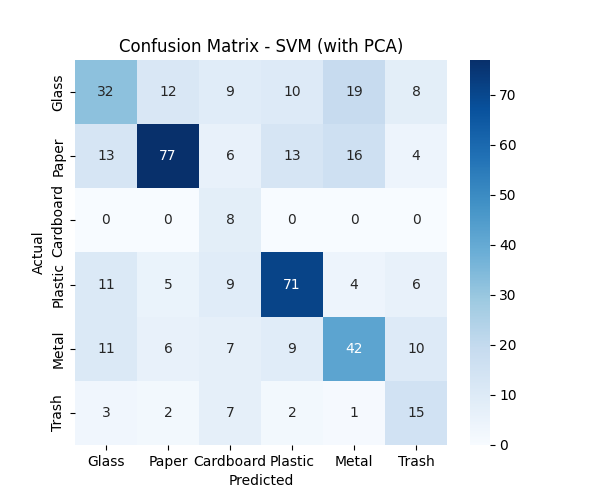 Confusion Matrix - SVM (with PCA)
Actual
Glass 32 12 9 10 19 8
Paper 13 77 6 13 16 4
Cardboard 0 0 8 0 0 0
Plastic 11 5 9 71 4 6
Metal 11 6 7 9 42 10
Trash 3 2 7 2 1 15
Glass Paper Cardboard Plastic Metal Trash
Predicted
70
60
50
40
30
20
10
0